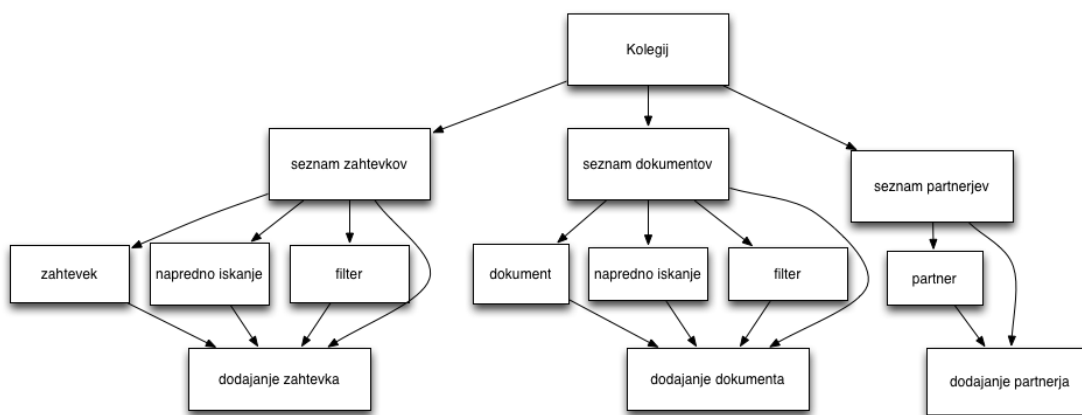 Kolegij
seznam zahtevkov
seznam dokumentov
seznam partnerjev
zahtevek
napredno iskanje
filter
dokument
napredno iskanje
filter
partner
dodajanje zahtevka
dodajanje dokumenta
dodajanje partnerja